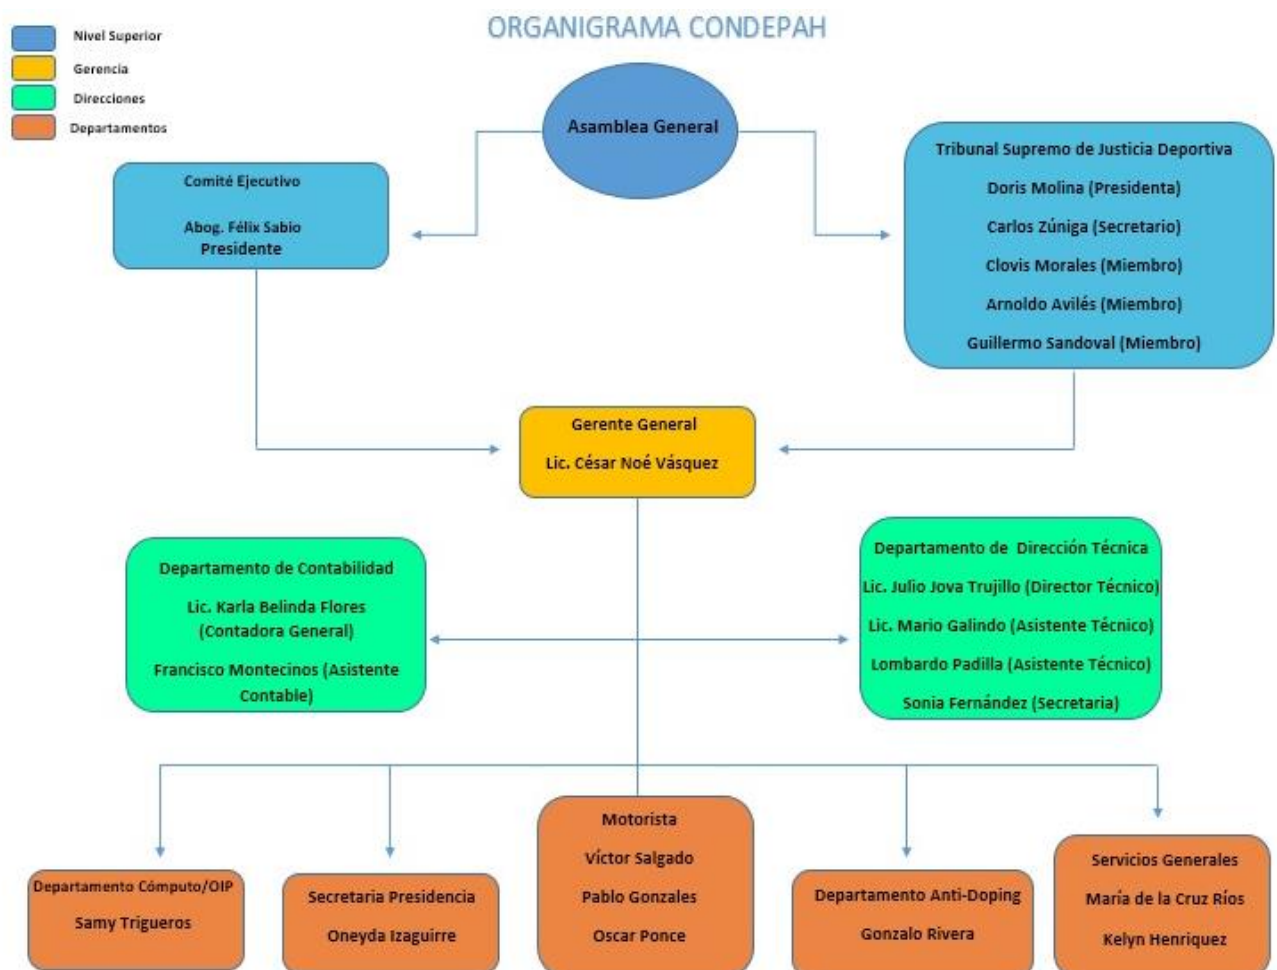 ORGANIGRAMA CONDEPAH
Nivel Superior
Gerencia
Direcciones
Departamentos
Asamblea General
Comité Ejecutivo
Abog. Félix Sabio
Presidente
Tribunal Supremo de Justicia Deportiva
Doris Molina (Presidenta)
Carlos Zúniga (Secretario)
Clovis Morales (Miembro)
Arnoldo Avilés (Miembro)
Guillermo Sandoval (Miembro)
Gerente General
Lic. César Noé Vásquez
Departamento de Contabilidad
Lic. Karla Belinda Flores
(Contadora General)
Francisco Montecinos (Asistente
Contable)
Departamento de Dirección Técnica
Lic. Julio Jova Trujillo (Director Técnico)
Lic. Mario Galindo (Asistente Técnico)
Lombardo Padilla (Asistente Técnico)
Sonia Fernández (Secretaria)
Departamento Cómputo/OIP
Samy Trigueros
Secretaria Presidencia
Oneyda Izaguirre
Motorista
Víctor Salgado
Pablo Gonzales
Oscar Ponce
Departamento Anti-Doping
Gonzalo Rivera
Servicios Generales
María de la Cruz Ríos
Kelyn Henriquez